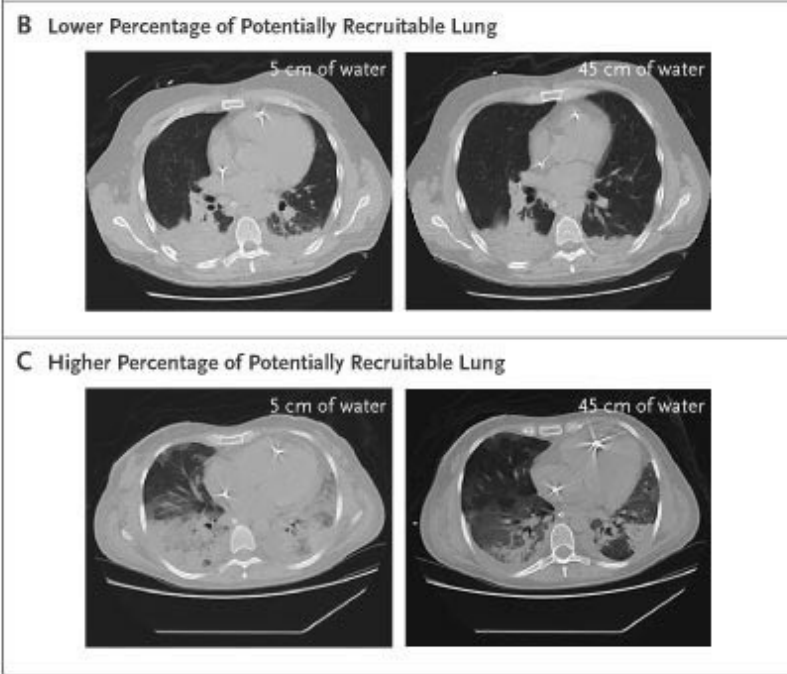 B Lower Percentage of Potentially Recruitable Lung
5 cm of water
45 cm of water
C Higher Percentage of Potentially Recruitable Lung
5 cm of water
45 cm of water